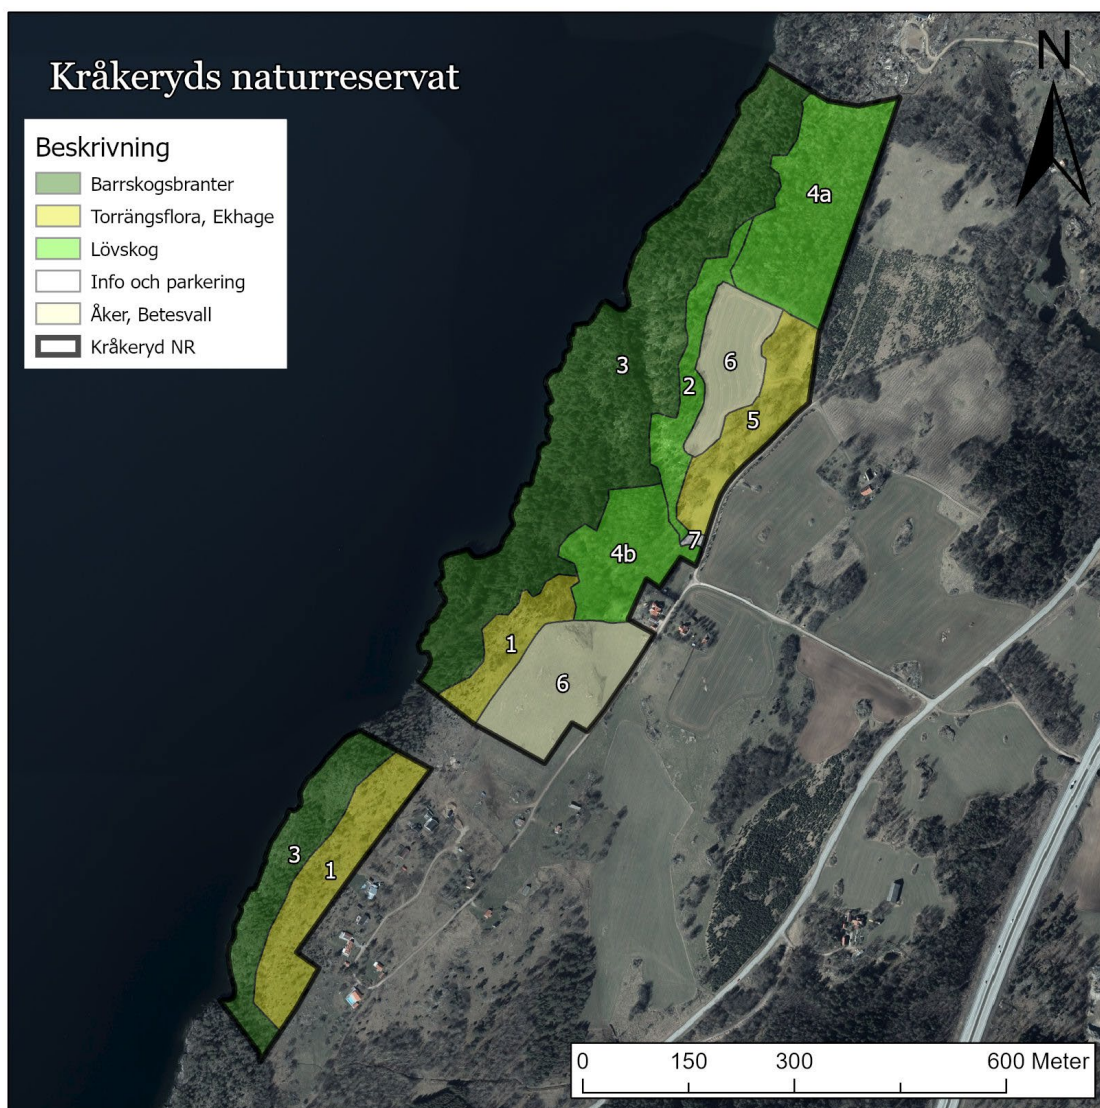 Kråkeryds naturreservat
N
Beskrivning
Barrskogsbranter
Torrängsflora, Ekhage
Lövskog
Info och parkering
Åker, Betesvall
Kråkeryd NR
4a
3
6
2
5
7
4b
1
6
3
1
0 150 300 600 Meter